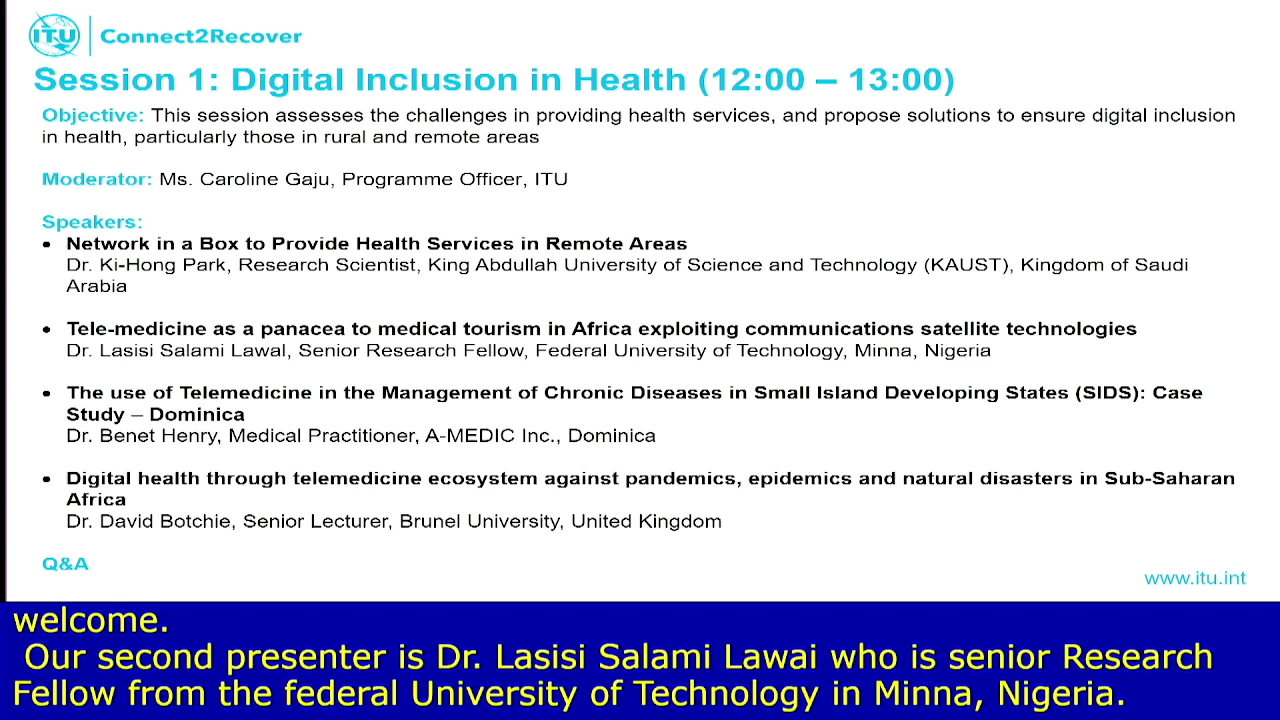 ITU
Connect2Recover
Session 1: Digital Inclusion in Health (12:00 – 13:00)
Objective: This session assesses the challenges in providing health services, and propose solutions to ensure digital inclusion
in health, particularly those in rural and remote areas
Moderator: Ms. Caroline Gaju, Programme Officer, ITU
Speakers:
• Network in a Box to Provide Health Services in Remote Areas
Dr. Ki-Hong Park, Research Scientist, King Abdullah University of Science and Technology (KAUST), Kingdom of Saudi
Arabia
• Tele-medicine as a panacea to medical tourism in Africa exploiting communications satellite technologies
Dr. Lasisi Salami Lawal, Senior Research Fellow, Federal University of Technology, Minna, Nigeria
• The use of Telemedicine in the Management of Chronic Diseases in Small Island Developing States (SIDS): Case
Study – Dominica
Dr. Benet Henry, Medical Practitioner, A-MEDIC Inc., Dominica
• Digital health through telemedicine ecosystem against pandemics, epidemics and natural disasters in Sub-Saharan
Africa
Dr. David Botchie, Senior Lecturer, Brunel University, United Kingdom
Q&A
www.itu.int
welcome.
Our second presenter is Dr. Lasisi Salami Lawai who is senior Research
Fellow from the federal University of Technology in Minna, Nigeria.